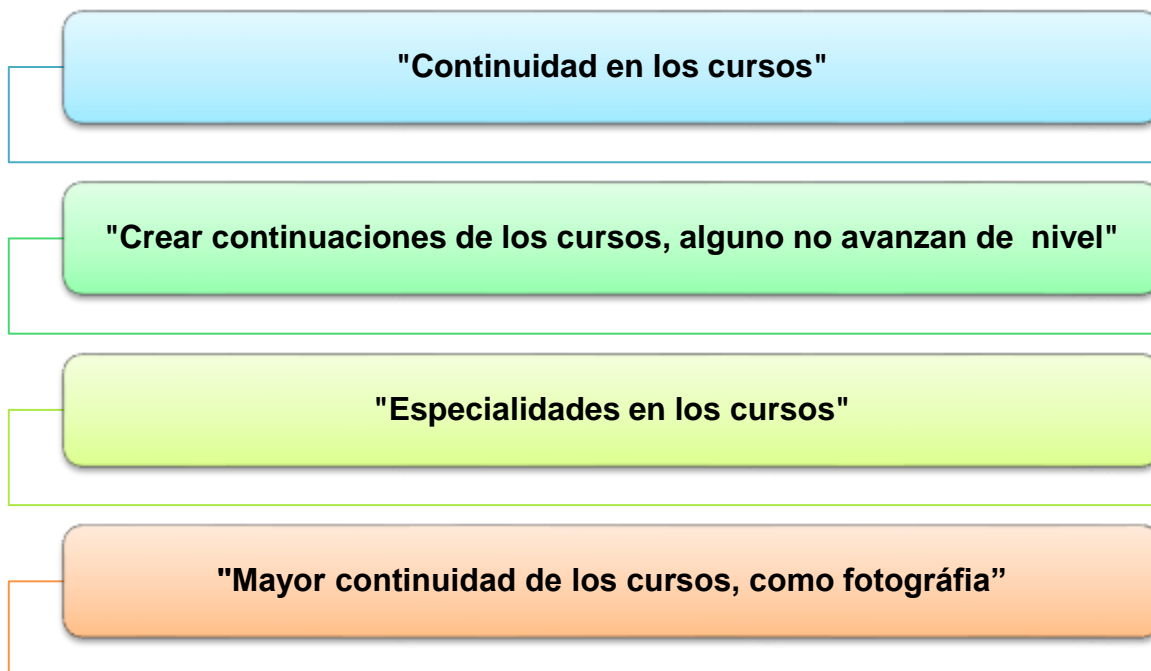 "Continuidad en los cursos"
"Crear continuaciones de los cursos, alguno no avanzan de  nivel"
"Especialidades en los cursos"
"Mayor continuidad de los cursos, como fotográfia”